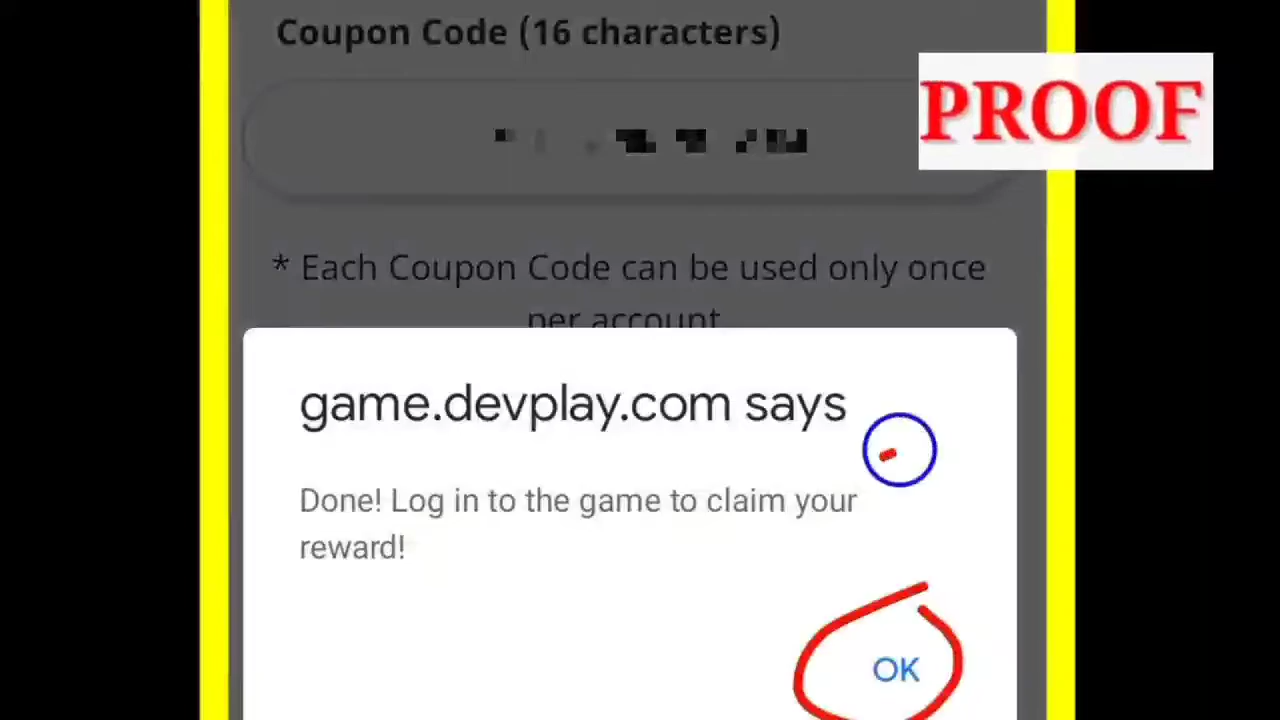 Coupon Code (16 characters)
PROOF
* Each Coupon Code can be used only once
per account
game.devplay.com says
Done! Log in to the game to claim your
reward!
OK